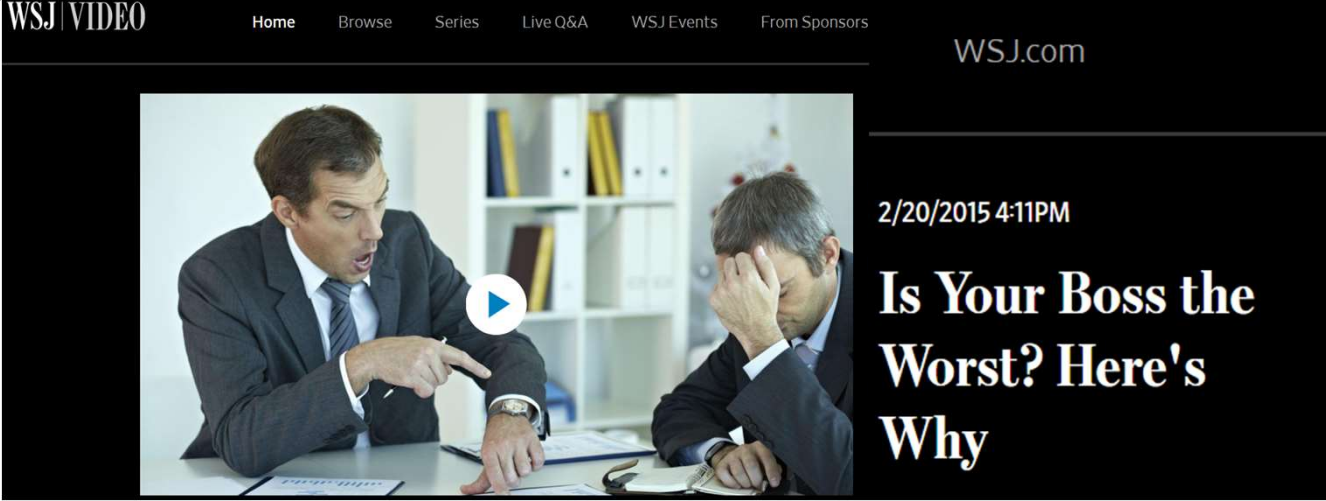 WSJ | VIDEO
Home Browse Series Live Q&A WSJ Events From Sponsors
WSJ.com
2/20/2015 4:11PM
Is Your Boss the
Worst? Here's
Why